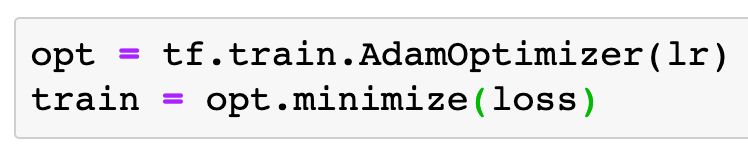 opt = tf.train.AdamOptimizer(lr)
train = opt.minimize(loss)